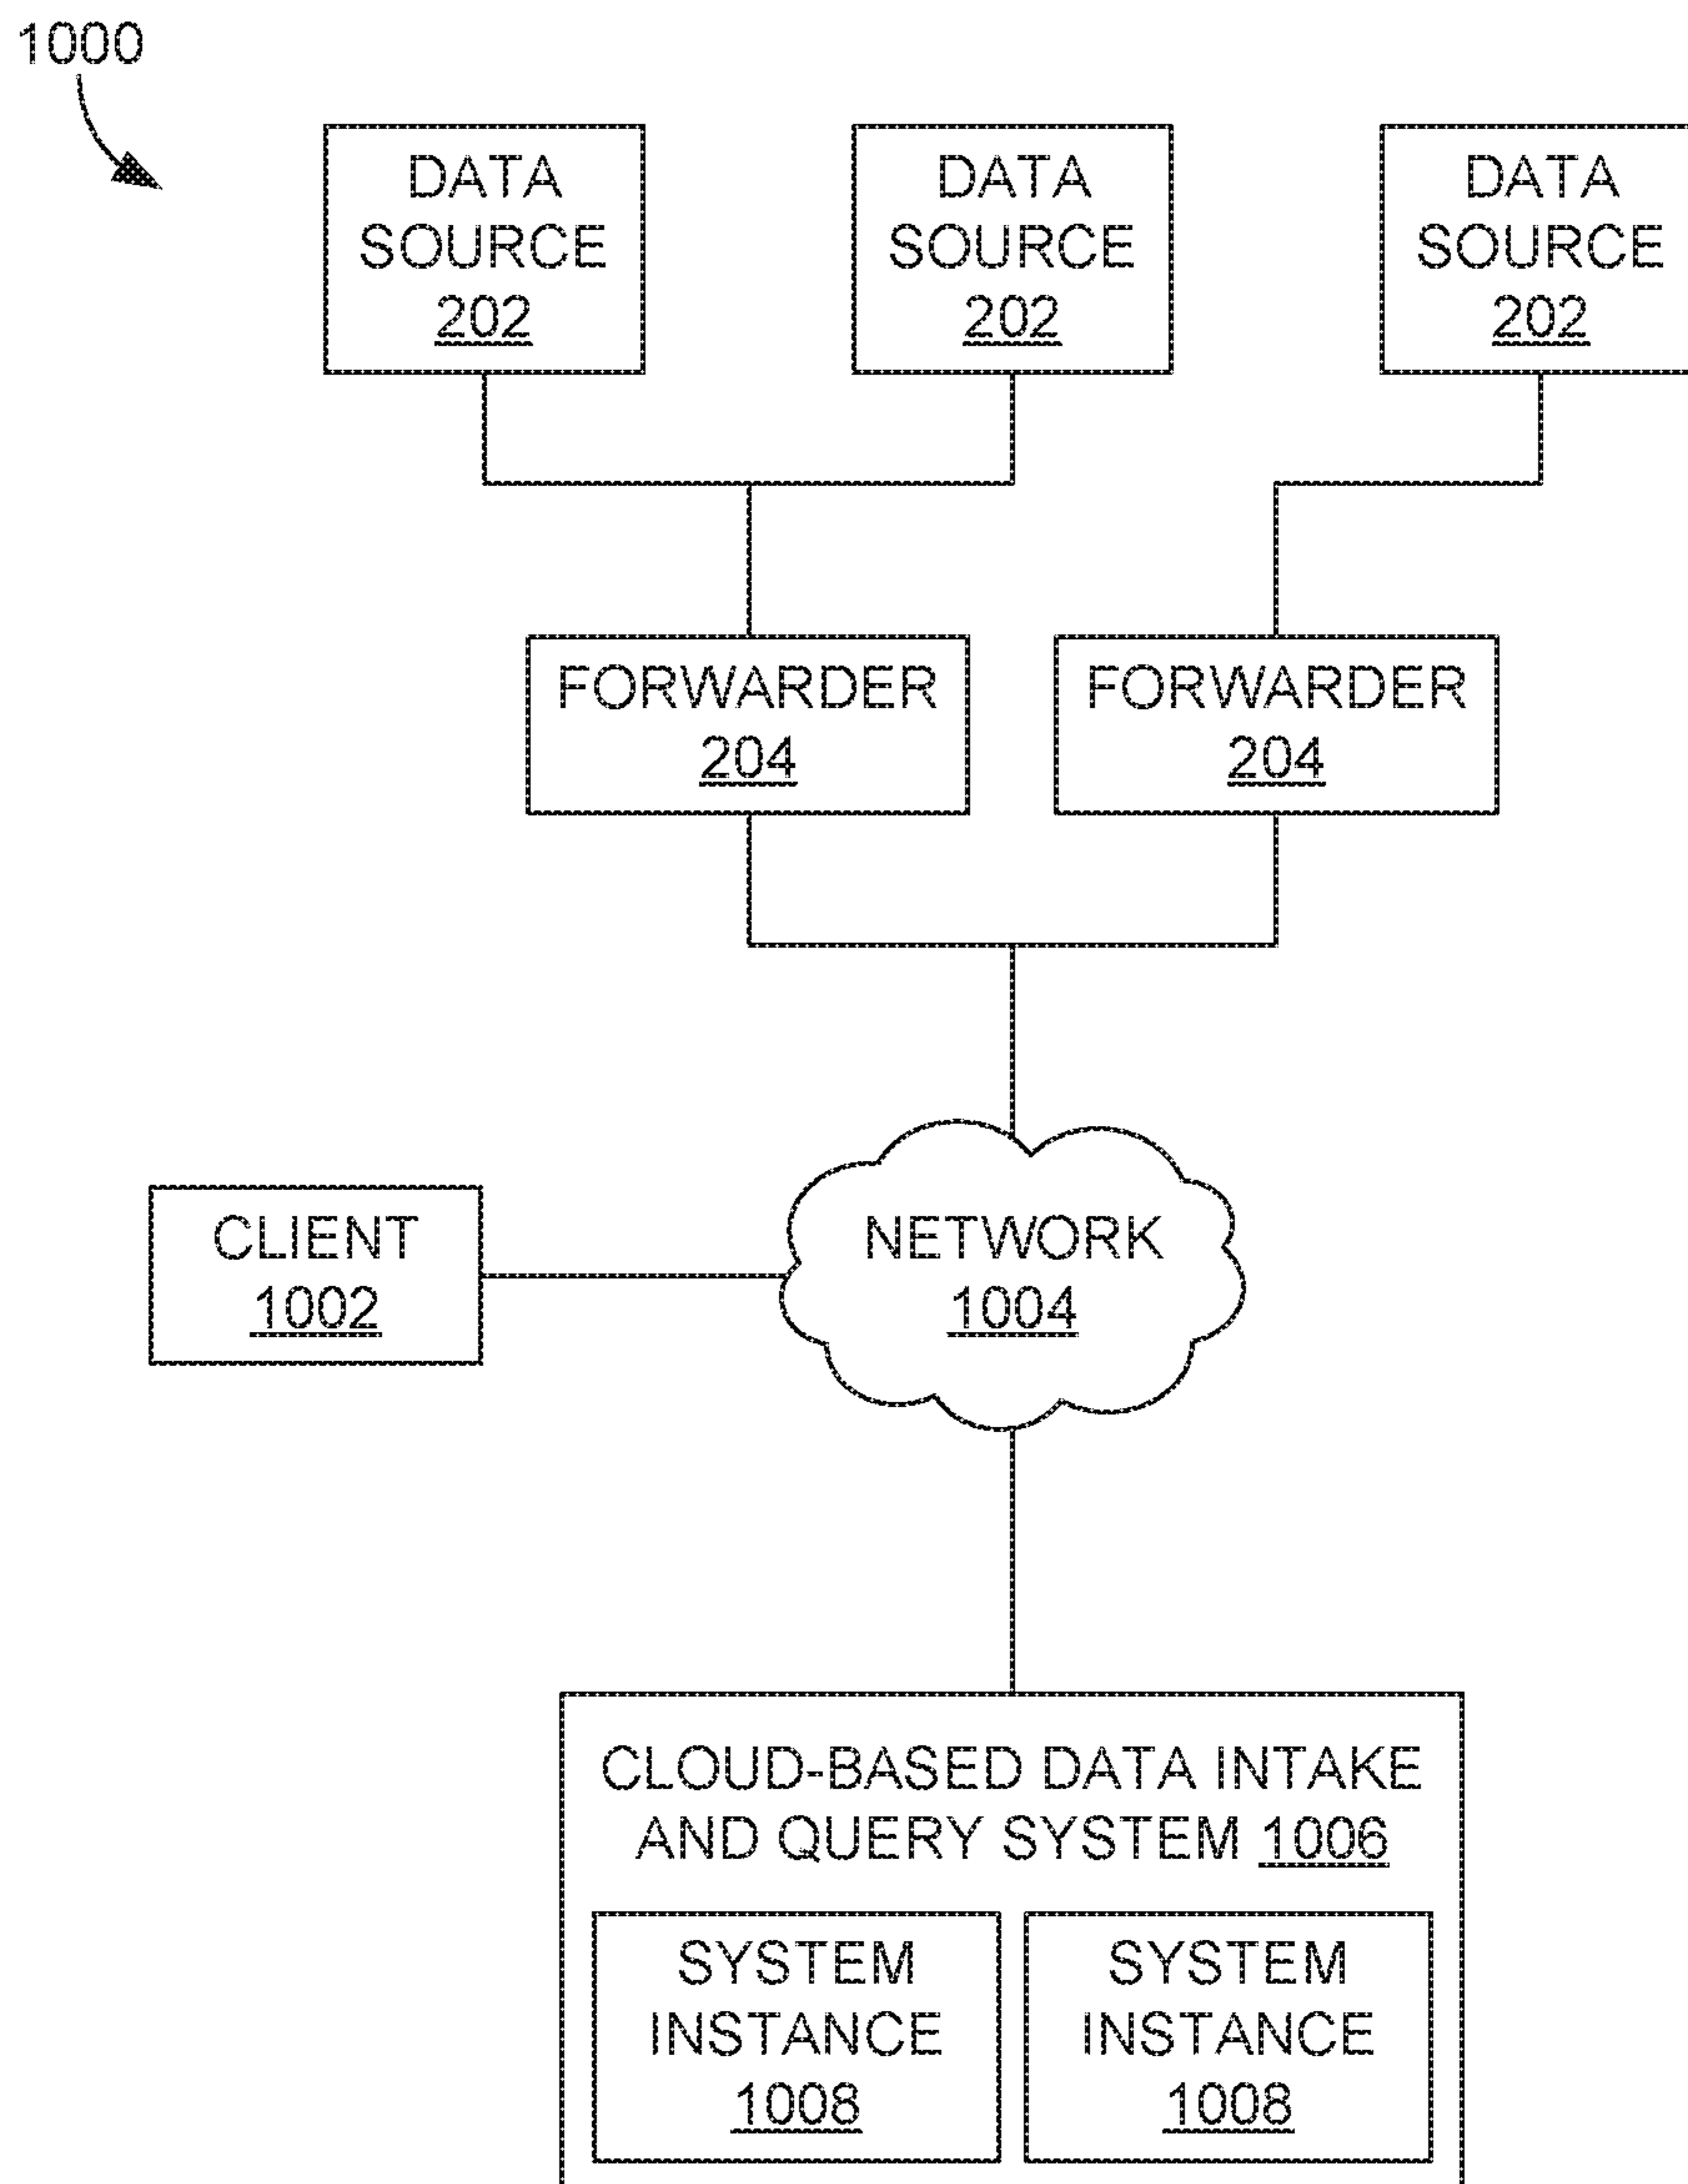 1000
DATA
SOURCE
202
DATA
SOURCE
202
DATA
SOURCE
202
FORWARDER
204
FORWARDER
204
CLIENT
1002
NETWORK
1004
CLOUD-BASED DATA INTAKE
AND QUERY SYSTEM 1006
SYSTEM
INSTANCE
1008
SYSTEM
INSTANCE
1008